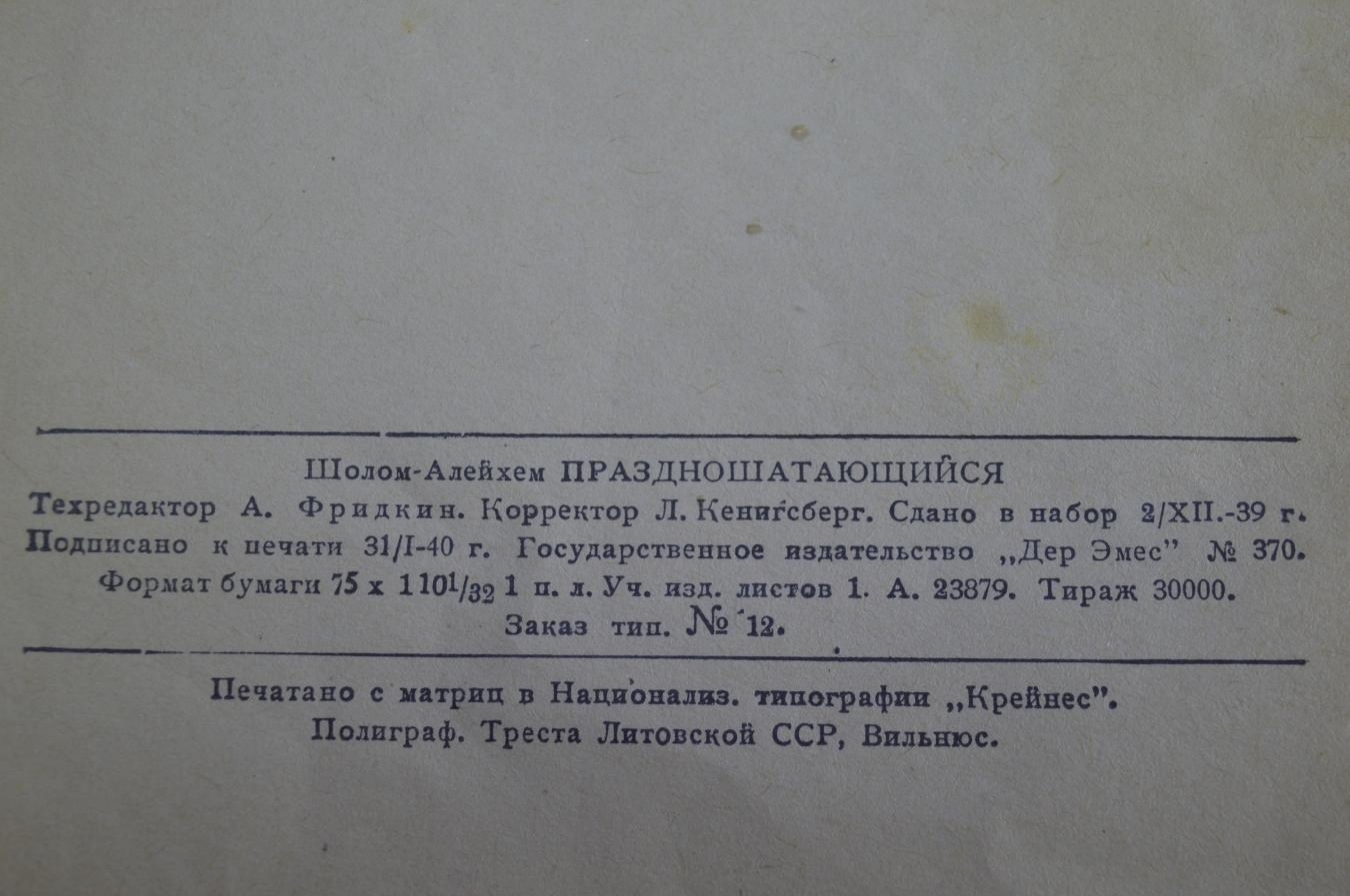 Шолом-Алейхем ПРАЗДНОШАТАЮЩИЙСЯ
Техредактор А. Фридкин. Корректор Л. Кенигсберг. Сдано в набор 2/XII.-39 г.
Подписано к печати 31/I-40 г. Государственное издательство „Дер Эмес” № 370.
Формат бумаги 75 х 110¹/₃₂ 1 п. л. Уч. изд. листов 1. А. 23879. Тираж 30000.
Заказ тип. № 12.
Печатано с матриц в Национализ. типографии „Крейнес”.
Полиграф. Треста Литовской ССР, Вильнюс.